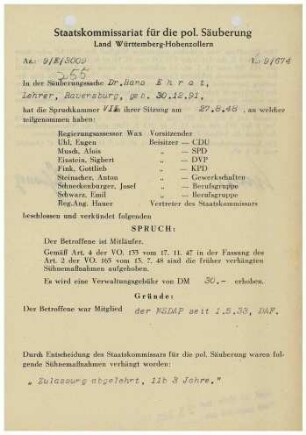 Staatskommissariat für die pol. Säuberung
Land Württemberg-Hohenzollern
In der Säuberungssache Dr.Hans Ehret,
Lehrer, Ravensburg, geb. 30.12.91,
hat die Spruchkammer VII ihrer Sitzung am 27.8.48, an welcher
teilgenommen haben:
Regierungsassessor Wax Vorsitzender
Uhl, Eugen Beisitzer — CDU
Musch, Alois „ — SPD
Einstein, Sigbert „ — DVP
Fink, Gottlieb „ — KPD
Steinacher, Anton „ — Gewerkschaften
Schneckenburger, Josef „ — Berufsgruppe
Schwarz, Emil „ — Berufsgruppe
Reg.Ang. Hauer Vertreter des Staatskommissars
beschlossen und verkündet folgenden
SPRUCH:
Der Betroffene ist Mitläufer.
Gemäß Art. 4 der VO. 133 vom 17. 11. 47 in der Fassung des
Art. 2 der VO. 165 vom 13. 7. 48 sind die früher verhängten
Sühnemaßnahmen aufgehoben.
Es wird eine Verwaltungsgebühr von DM 30.- erhoben.
Gründe:
Der Betroffene war Mitglied der NSDAP seit 1.5.33, DAF.
Durch Entscheidung des Staatskommissars für die pol. Säuberung waren fol-
gende Sühnemaßnahmen verhängt worden:
„ Zulassung abgelehnt, 11b 3 Jahre."